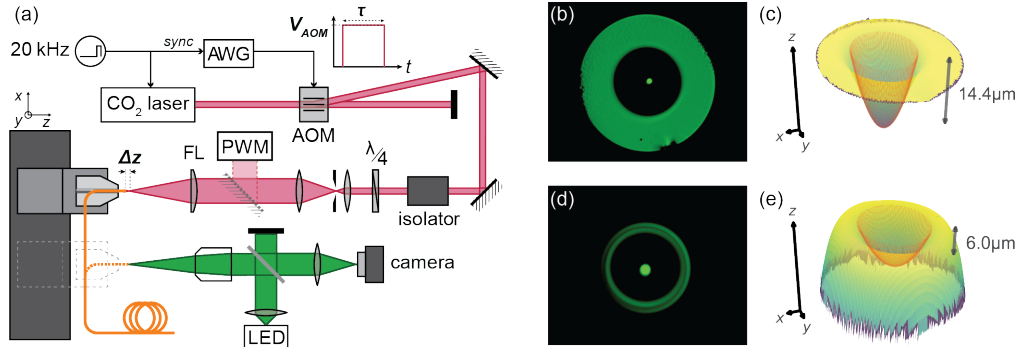 (a)
V_AOM
τ
t
20 kHz
sync
AWG
CO₂ laser
AOM
x
y
z
Δz
FL
PWM
λ/4
isolator
camera
LED
(b)
(c)
z
14.4μm
x
y
(d)
(e)
z
6.0μm
x
y